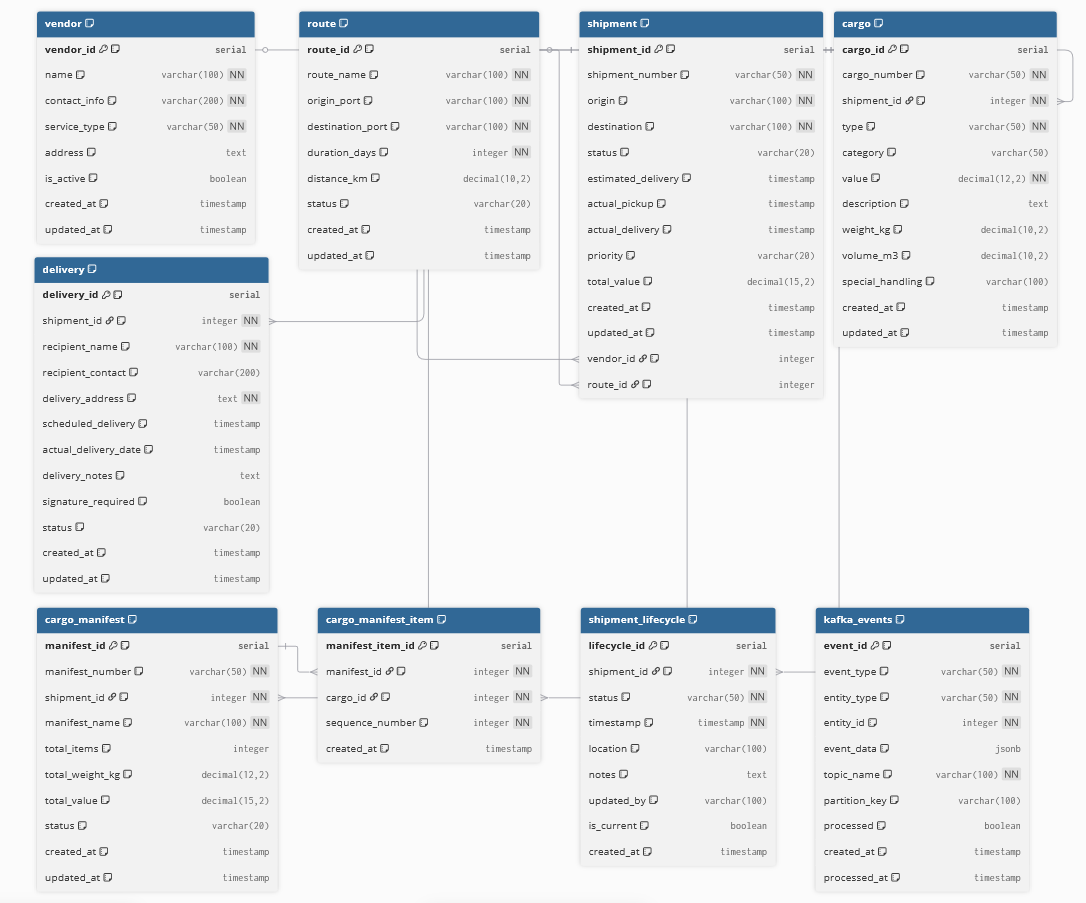 vendor
vendor_id serial
name varchar(100) NN
contact_info varchar(200) NN
service_type varchar(50) NN
address text
is_active boolean
created_at timestamp
updated_at timestamp
route
route_id serial
route_name varchar(100) NN
origin_port varchar(100) NN
destination_port varchar(100) NN
duration_days integer NN
distance_km decimal(10,2)
status varchar(20)
created_at timestamp
updated_at timestamp
shipment
shipment_id serial
shipment_number varchar(50) NN
origin varchar(100) NN
destination varchar(100) NN
status varchar(20)
estimated_delivery timestamp
actual_pickup timestamp
actual_delivery timestamp
priority varchar(20)
total_value decimal(15,2)
created_at timestamp
updated_at timestamp
vendor_id integer
route_id integer
cargo
cargo_id serial
cargo_number varchar(50) NN
shipment_id integer NN
type varchar(50) NN
category varchar(50)
value decimal(12,2) NN
description text
weight_kg decimal(10,2)
volume_m3 decimal(10,2)
special_handling varchar(100)
created_at timestamp
updated_at timestamp
delivery
delivery_id serial
shipment_id integer NN
recipient_name varchar(100) NN
recipient_contact varchar(200)
delivery_address text NN
scheduled_delivery timestamp
actual_delivery_date timestamp
delivery_notes text
signature_required boolean
status varchar(20)
created_at timestamp
updated_at timestamp
cargo_manifest
manifest_id serial
manifest_number varchar(50) NN
shipment_id integer NN
manifest_name varchar(100) NN
total_items integer
total_weight_kg decimal(12,2)
total_value decimal(15,2)
status varchar(20)
created_at timestamp
updated_at timestamp
cargo_manifest_item
manifest_item_id serial
manifest_id integer NN
cargo_id integer NN
sequence_number integer NN
created_at timestamp
shipment_lifecycle
lifecycle_id serial
shipment_id integer NN
status varchar(50) NN
timestamp timestamp NN
location varchar(100)
notes text
updated_by varchar(100)
is_current boolean
created_at timestamp
kafka_events
event_id serial
event_type varchar(50) NN
entity_type varchar(50) NN
entity_id integer NN
event_data jsonb
topic_name varchar(100) NN
partition_key varchar(100)
processed boolean
created_at timestamp
processed_at timestamp